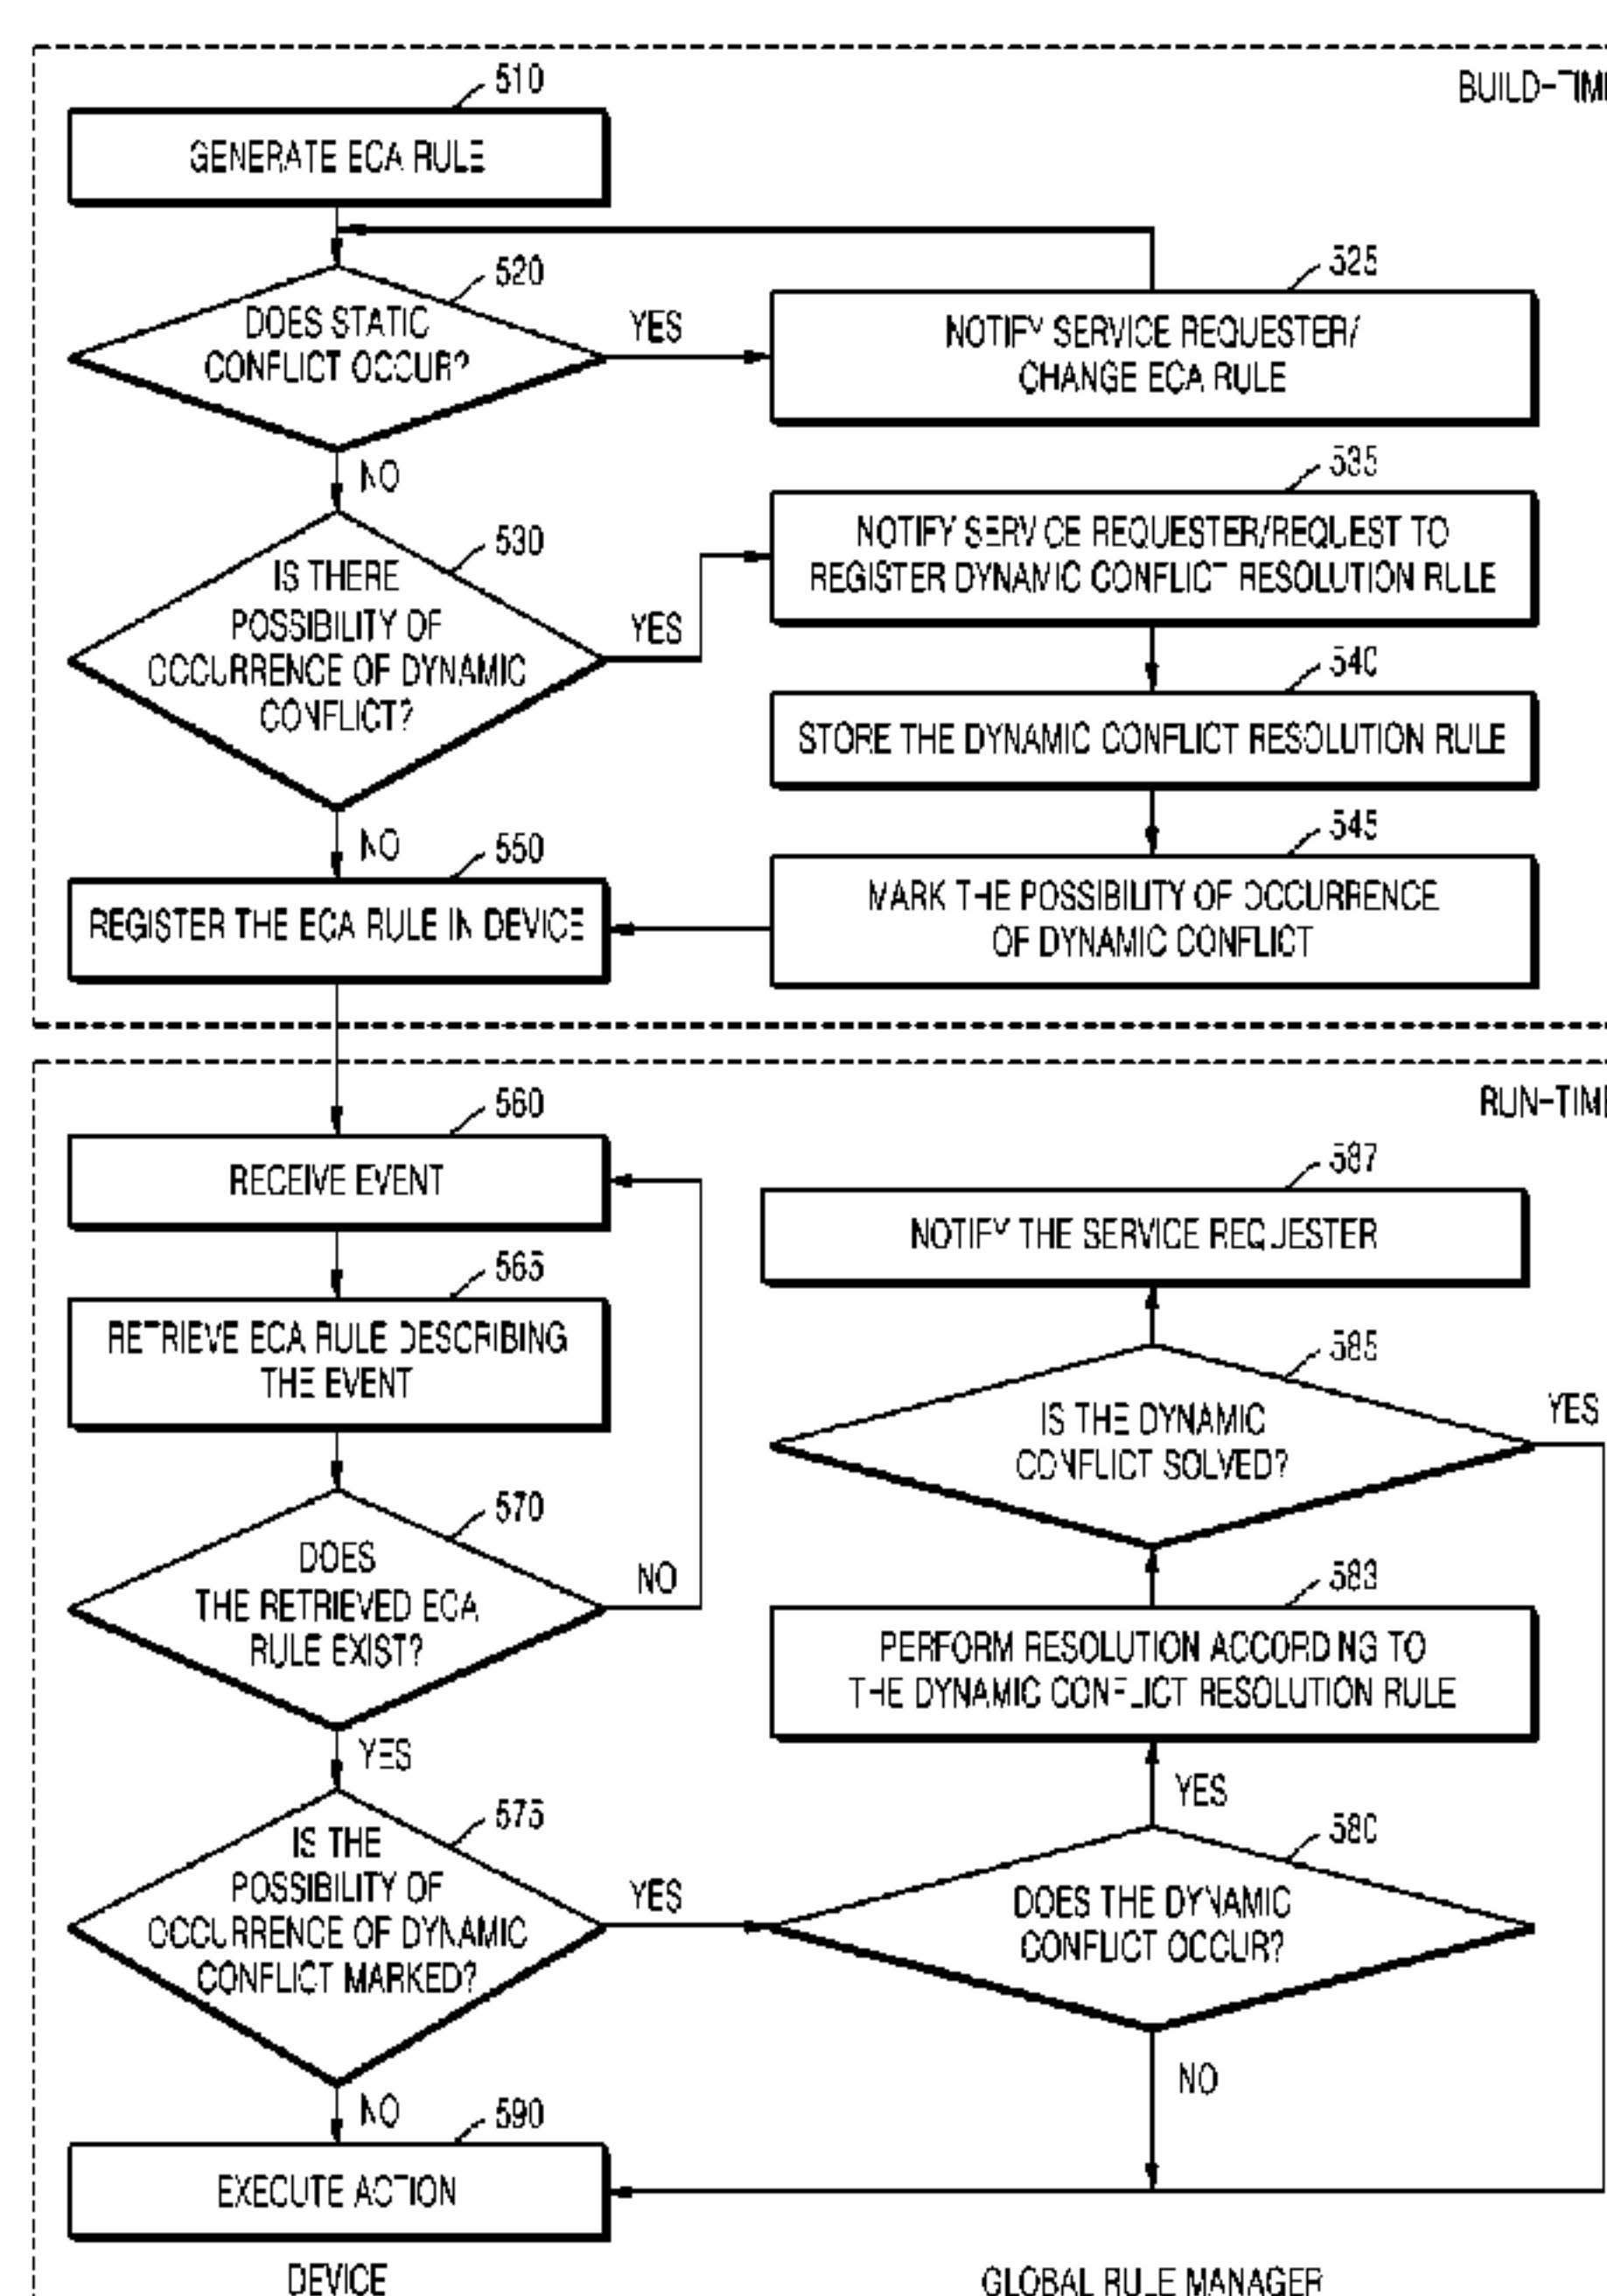 BUILD-TIME
510
GENERATE ECA RULE
520
DOES STATIC
CONFLICT OCCUR?
YES
525
NOTIFY SERVICE REQUESTER/
CHANGE ECA RULE
NO
530
IS THERE
POSSIBILITY OF
OCCURRENCE OF DYNAMIC
CONFLICT?
YES
535
NOTIFY SERVICE REQUESTER/REQUEST TO
REGISTER DYNAMIC CONFLICT RESOLUTION RULE
540
STORE THE DYNAMIC CONFLICT RESOLUTION RULE
545
MARK THE POSSIBILITY OF OCCURRENCE
OF DYNAMIC CONFLICT
NO
550
REGISTER THE ECA RULE IN DEVICE
RUN-TIME
560
RECEIVE EVENT
565
RETRIEVE ECA RULE DESCRIBING
THE EVENT
570
DOES
THE RETRIEVED ECA
RULE EXIST?
NO
YES
575
IS THE
POSSIBILITY OF
OCCURRENCE OF DYNAMIC
CONFLICT MARKED?
YES
NO
590
EXECUTE ACTION
587
NOTIFY THE SERVICE REQUESTER
585
IS THE DYNAMIC
CONFLICT SOLVED?
YES
583
PERFORM RESOLUTION ACCORDING TO
THE DYNAMIC CONFLICT RESOLUTION RULE
YES
580
DOES THE DYNAMIC
CONFLICT OCCUR?
NO
DEVICE
GLOBAL RULE MANAGER